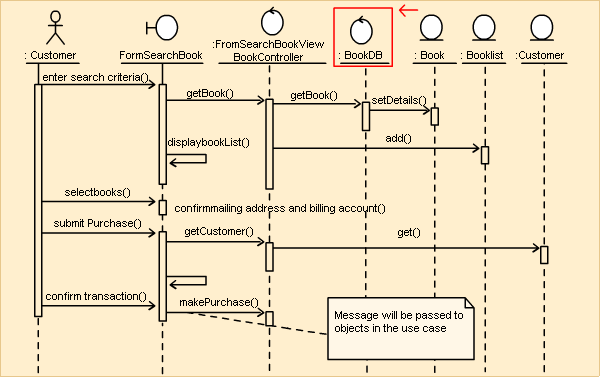 : Customer
FormSearchBook
:FromSearchBookView
BookController
: BookDB
: Book
: Booklist
:Customer
enter search criteria()
getBook()
getBook()
setDetails()
displaybookList()
add()
selectbooks()
confirmmailing address and billing account()
submit Purchase()
getCustomer()
get()
confirm transaction()
makePurchase()
Message will be passed to
objects in the use case